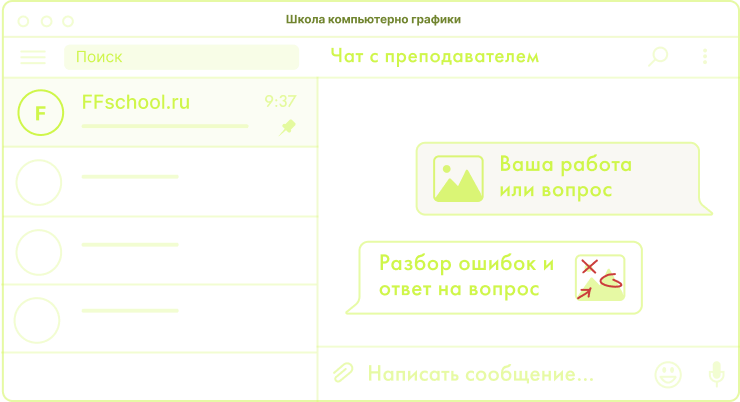 Школа компьютерно графики
Поиск
Чат с преподавателем
F
FFschool.ru
9:37
Ваша работа
или вопрос
Разбор ошибок и
ответ на вопрос
Написать сообщение...